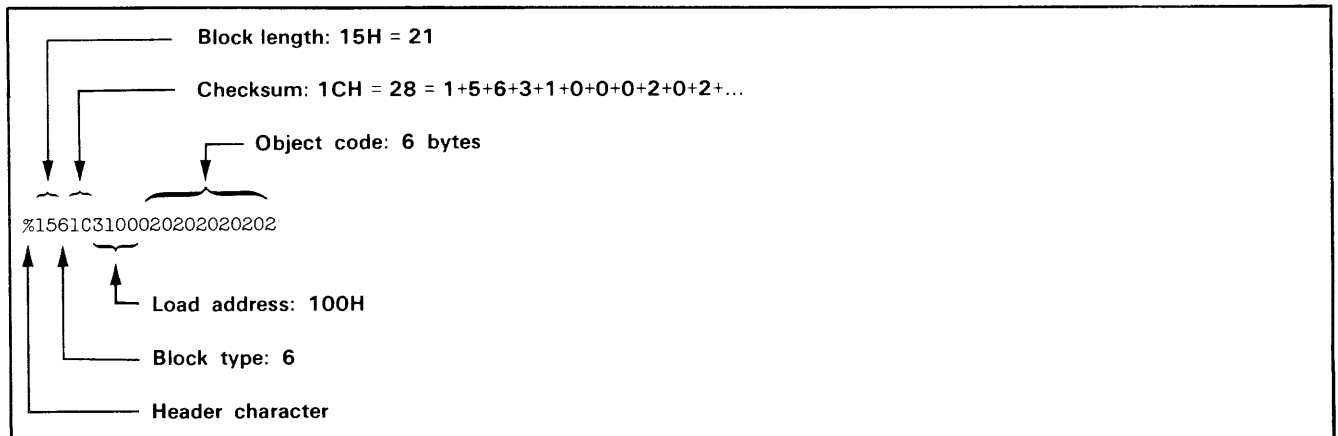 Block length: 15H = 21
Checksum: 1CH = 28 = 1+5+6+3+1+0+0+0+2+0+2+...
Object code: 6 bytes
%1561C3100020202020202
Load address: 100H
Block type: 6
Header character